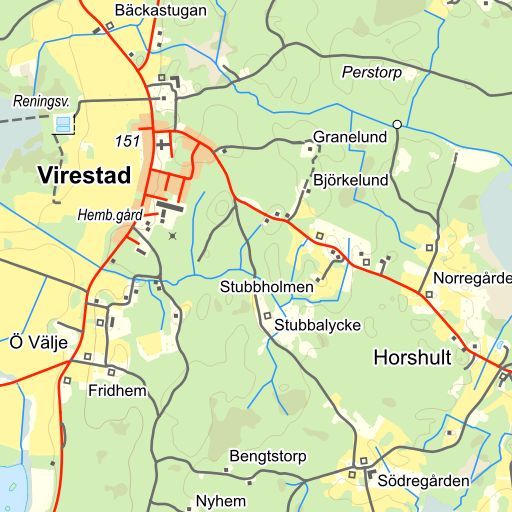 Bäckastugan
Perstorp
Reningsv.
151
Granelund
Virestad
Björkelund
Hemb.gård
Norregårde
Stubbholmen
Stubbalycke
Ö Välje
Horshult
Fridhem
Bengtstorp
Södregården
Nyhem